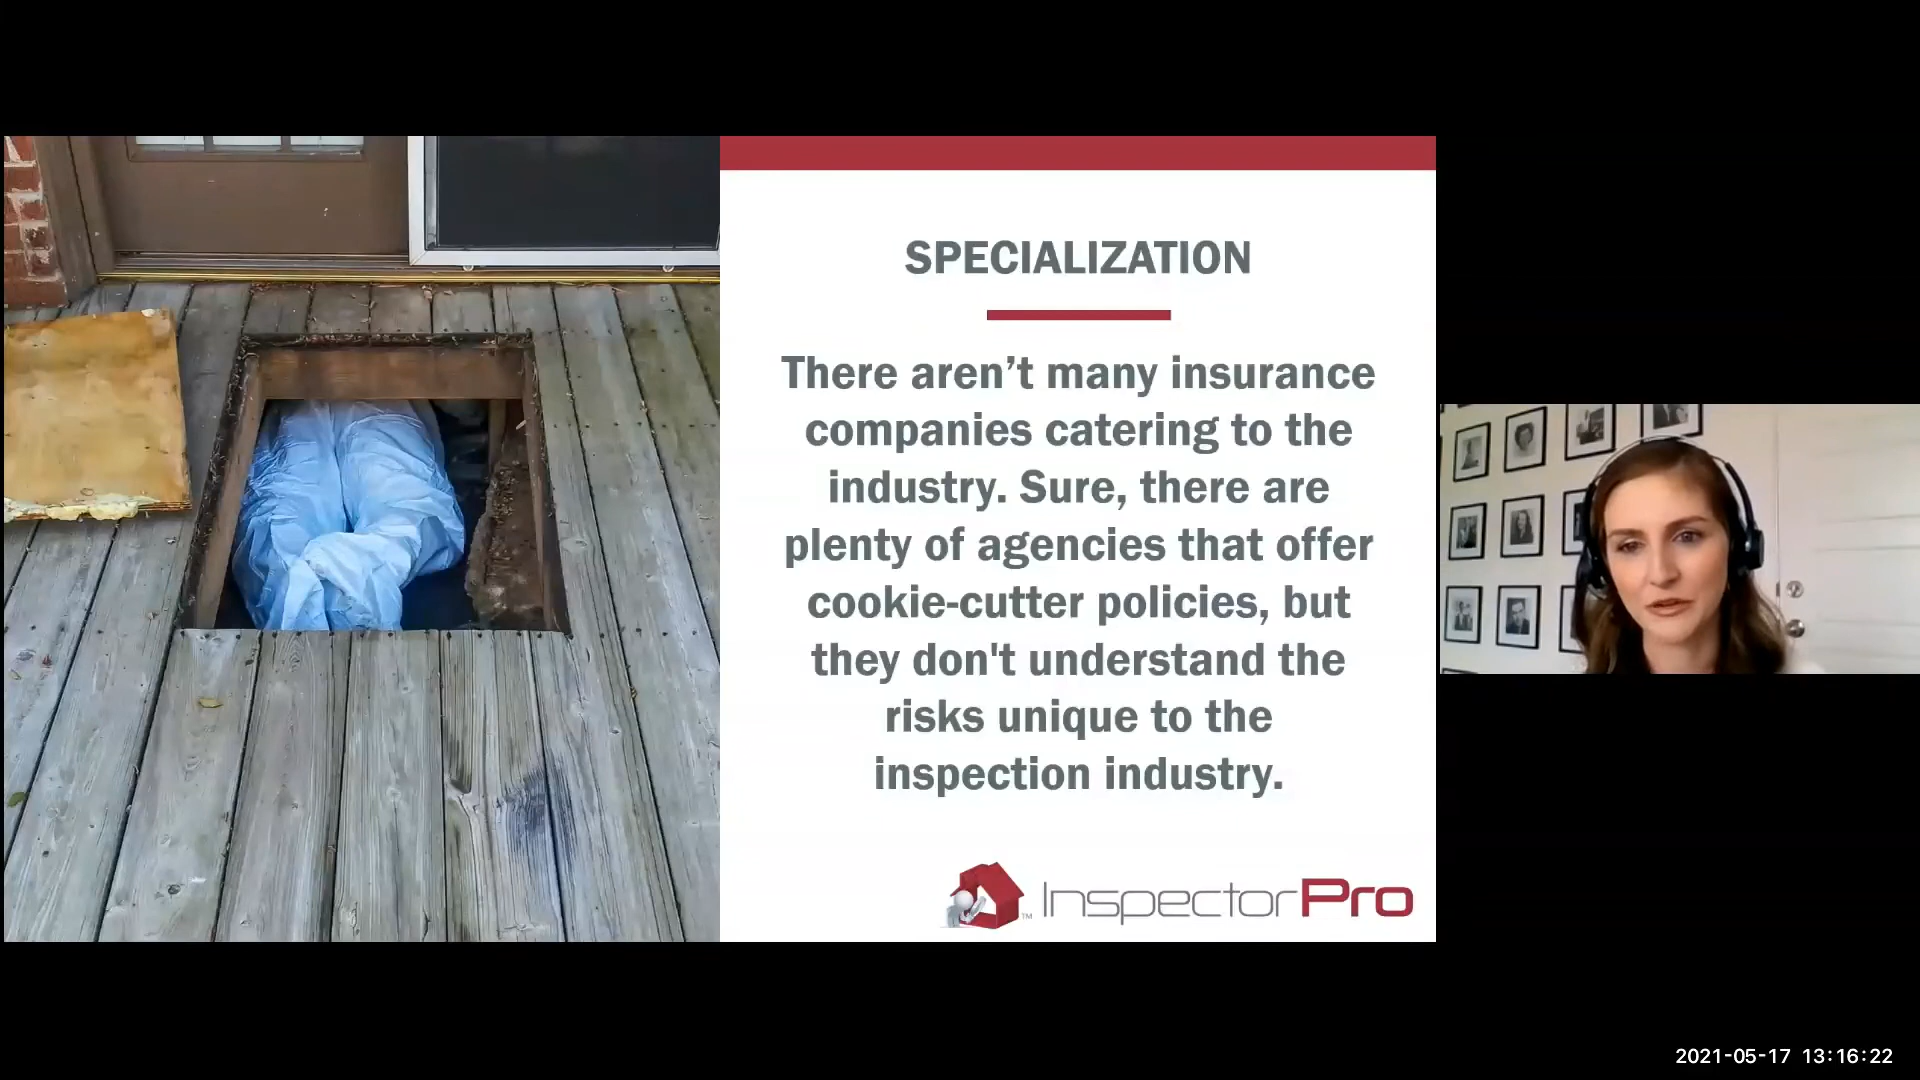 SPECIALIZATION
There aren’t many insurance
companies catering to the
industry. Sure, there are
plenty of agencies that offer
cookie-cutter policies, but
they don't understand the
risks unique to the
inspection industry.
™ InspectorPro
2021-05-17 13:16:22